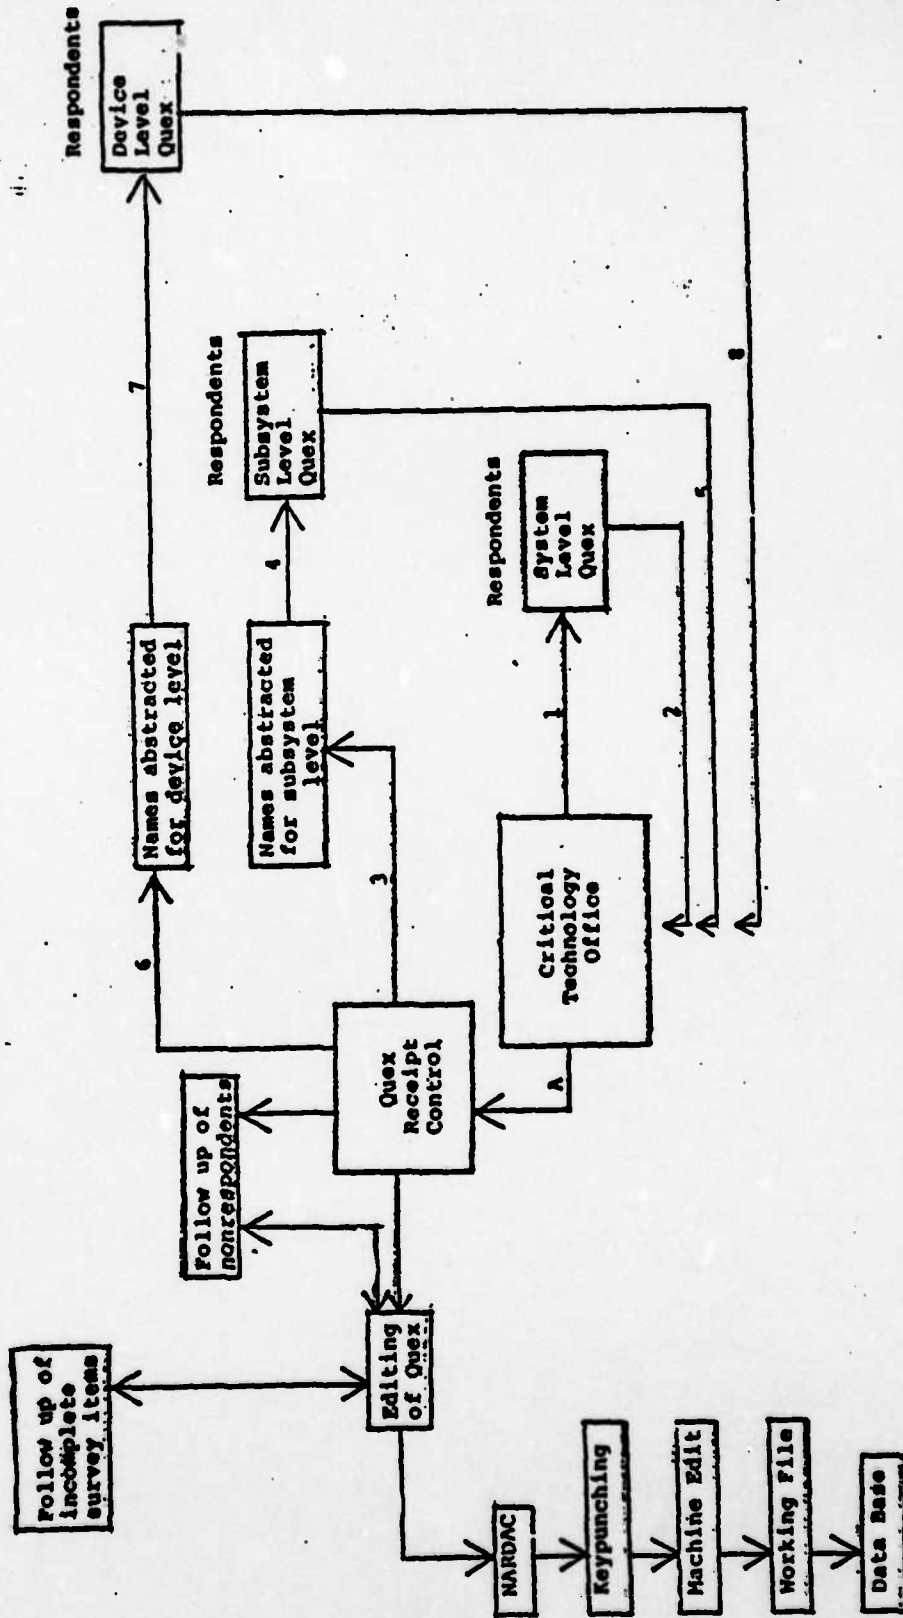 Follow up of
incomplete
survey items
Follow up of
nonrespondents
Editing
of Quex
NARDAC
Keypunching
Machine Edit
Working File
Data Base
Quex
Receipt
Control
A
Critical
Technology
Office
6
3
Names abstracted
for device level
Names abstracted
for subsystem
level
7
4
1
Respondents
Device
Level
Quex
Respondents
Subsystem
Level
Quex
Respondents
System
Level
Quex
2
5
8